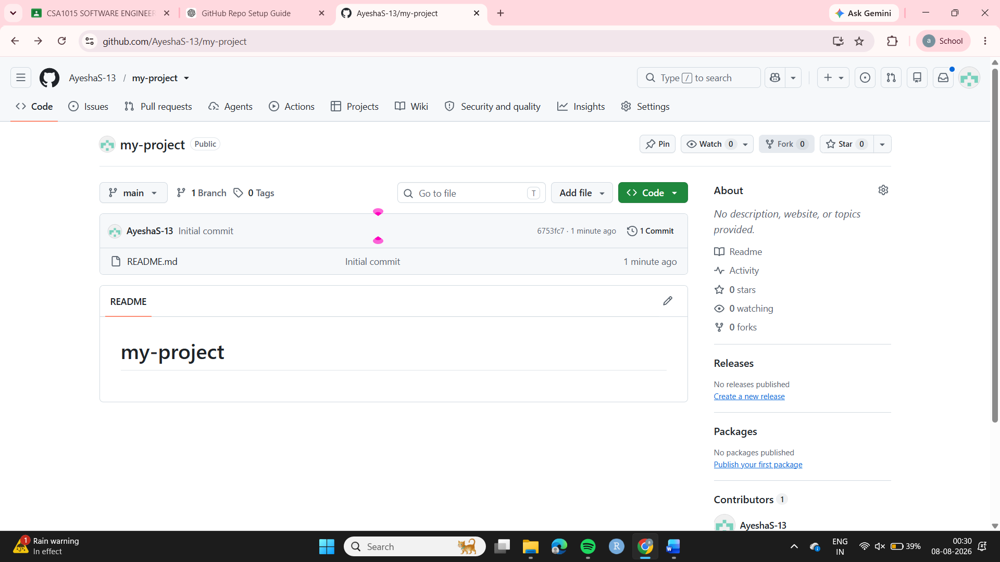 CSA1015 SOFTWARE ENGINEER
GitHub Repo Setup Guide
AyeshaS-13/my-project
Ask Gemini
github.com/AyeshaS-13/my-project
a School
AyeshaS-13 / my-project
Type / to search
Code Issues Pull requests Agents Actions Projects Wiki Security and quality Insights Settings
my-project Public
Pin Watch 0 Fork 0 Star 0
main 1 Branch 0 Tags
Go to file T
Add file Code
AyeshaS-13 Initial commit 6753fc7 · 1 minute ago 1 Commit
README.md Initial commit 1 minute ago
README
my-project
About
No description, website, or topics
provided.
Readme
Activity
0 stars
0 watching
0 forks
Releases
No releases published
Create a new release
Packages
No packages published
Publish your first package
Contributors 1
AyeshaS-13
1
Rain warning
In effect
Search
R
a
W
ENG
IN
39%
00:30
08-08-2026